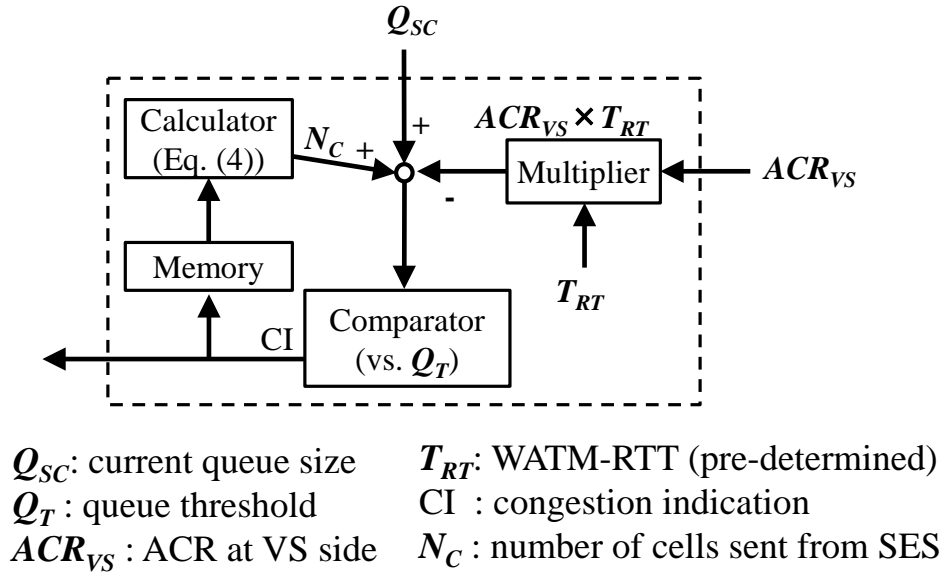 Q_SC
Calculator
(Eq. (4))
N_C
+
+
ACR_VS × T_RT
Multiplier
ACR_VS
-
Memory
T_RT
CI
Comparator
(vs. Q_T)
Q_SC: current queue size
T_RT: WATM-RTT (pre-determined)
Q_T : queue threshold
CI : congestion indication
ACR_VS : ACR at VS side
N_C : number of cells sent from SES